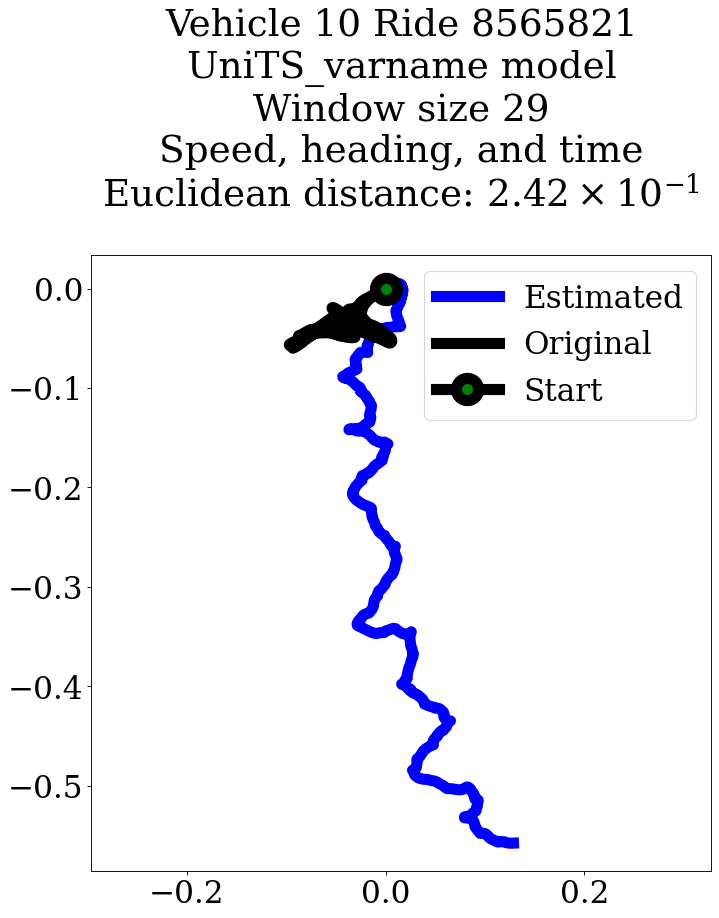 Vehicle 10 Ride 8565821
UniTS_varname model
Window size 29
Speed, heading, and time
Euclidean distance: 2.42 × 10⁻¹
Estimated
Original
Start
0.0
−0.1
−0.2
−0.3
−0.4
−0.5
−0.2 0.0 0.2